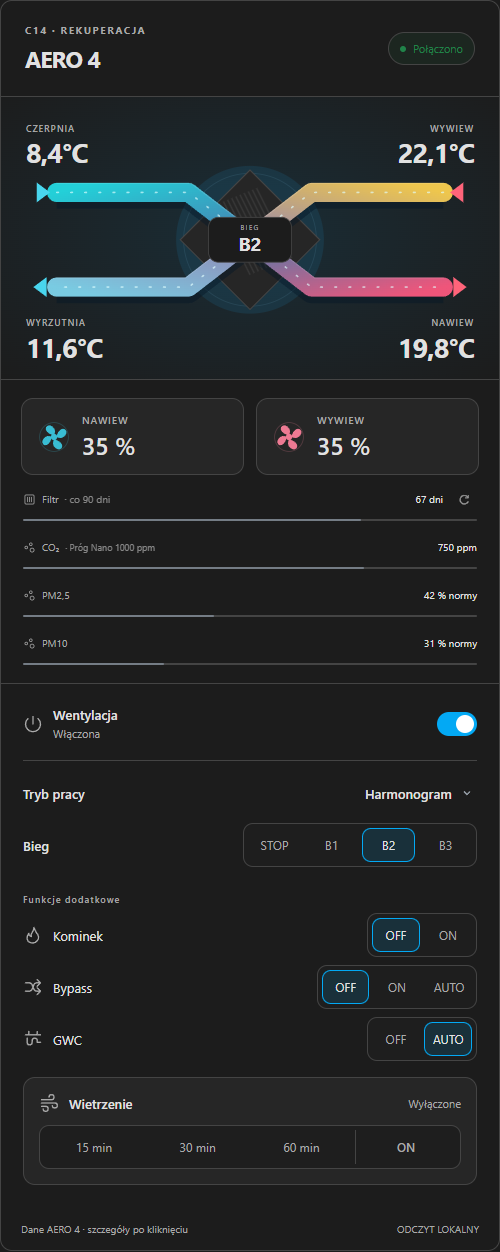 C14 • REKUPERACJA
AERO 4
Połączono
CZERPNIA
8,4°C
WYWIEW
22,1°C
BIEG
B2
WYRZUTNIA
11,6°C
NAWIEW
19,8°C
NAWIEW
35 %
WYWIEW
35 %
Filtr · co 90 dni 67 dni
CO₂ · Próg Nano 1000 ppm 750 ppm
PM2,5 42 % normy
PM10 31 % normy
Wentylacja
Włączona
Tryb pracy Harmonogram
Bieg STOP B1 B2 B3
Funkcje dodatkowe
Kominek OFF ON
Bypass OFF ON AUTO
GWC OFF AUTO
Wietrzenie Wyłączone
15 min 30 min 60 min ON
Dane AERO 4 · szczegóły po kliknięciu ODCZYT LOKALNY